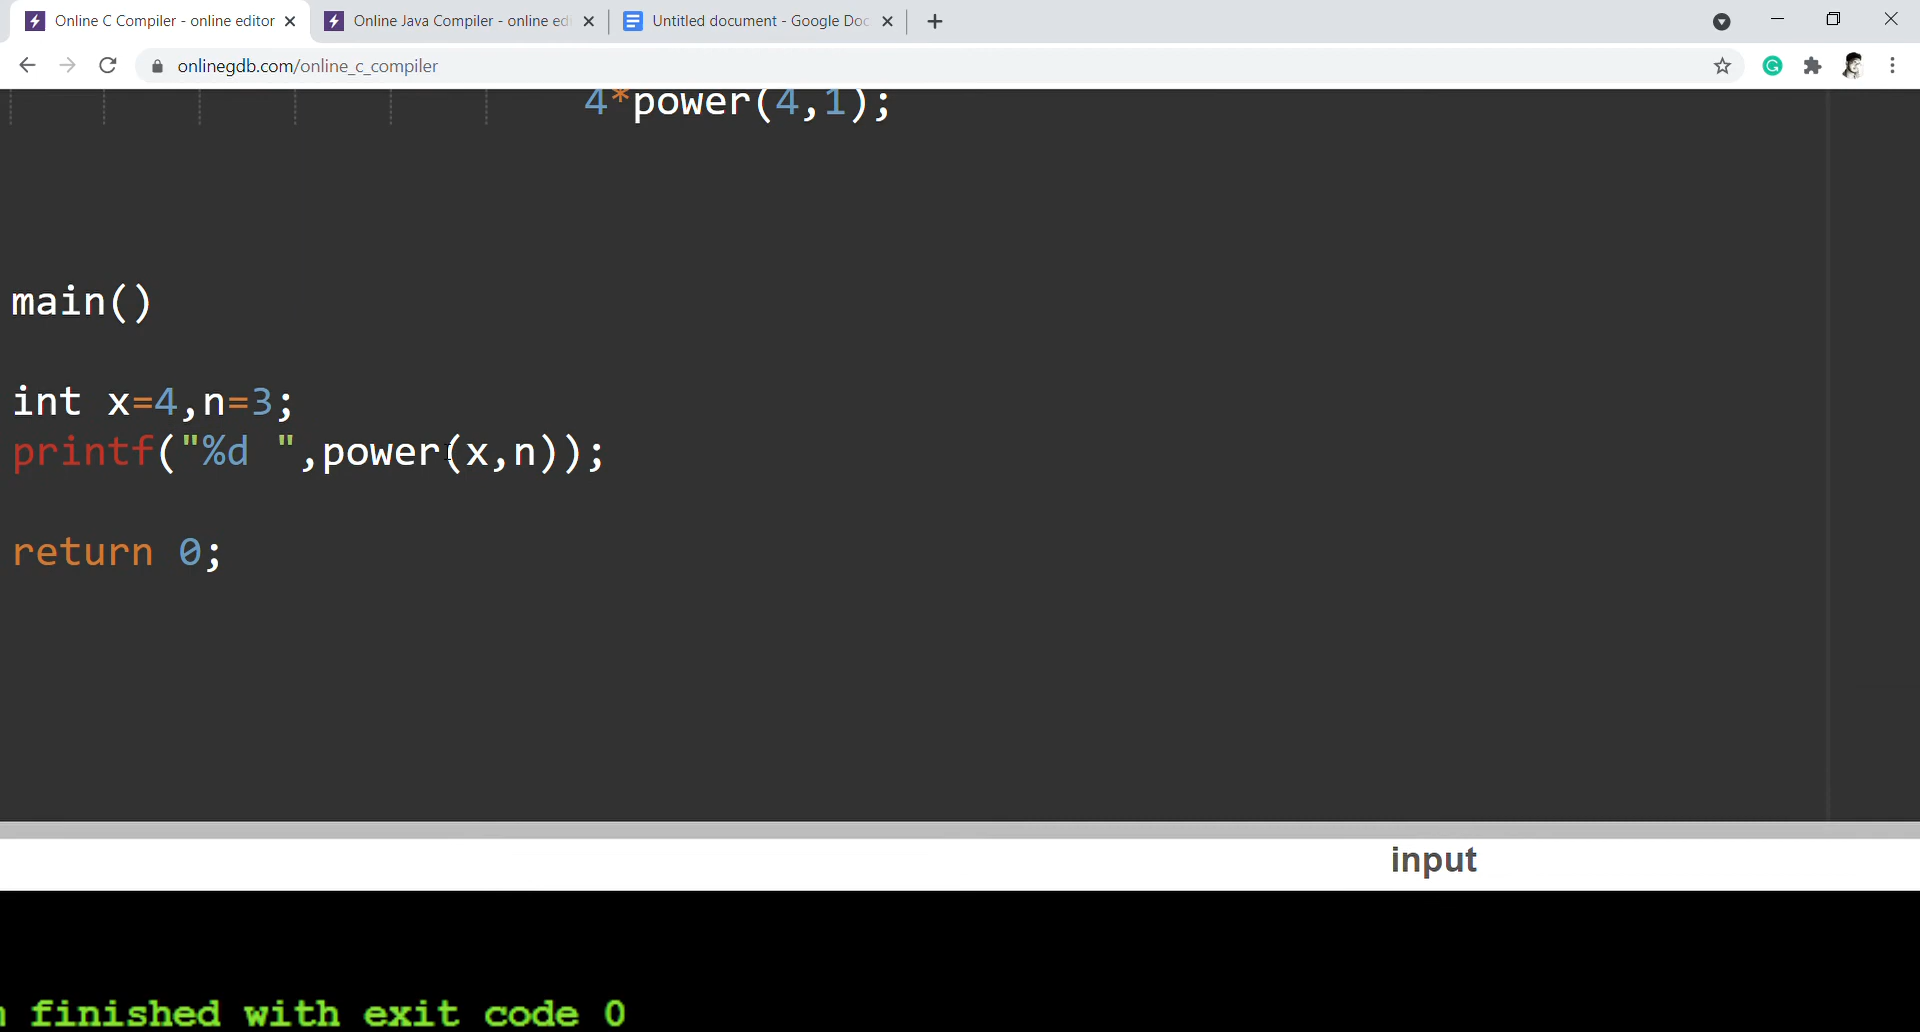 Online C Compiler - online editor
Online Java Compiler - online edi
Untitled document - Google Doc
onlinegdb.com/online_c_compiler
4*power(4,1);
main()
int x=4,n=3;
printf("%d ",power(x,n));
return 0;
input
finished with exit code 0